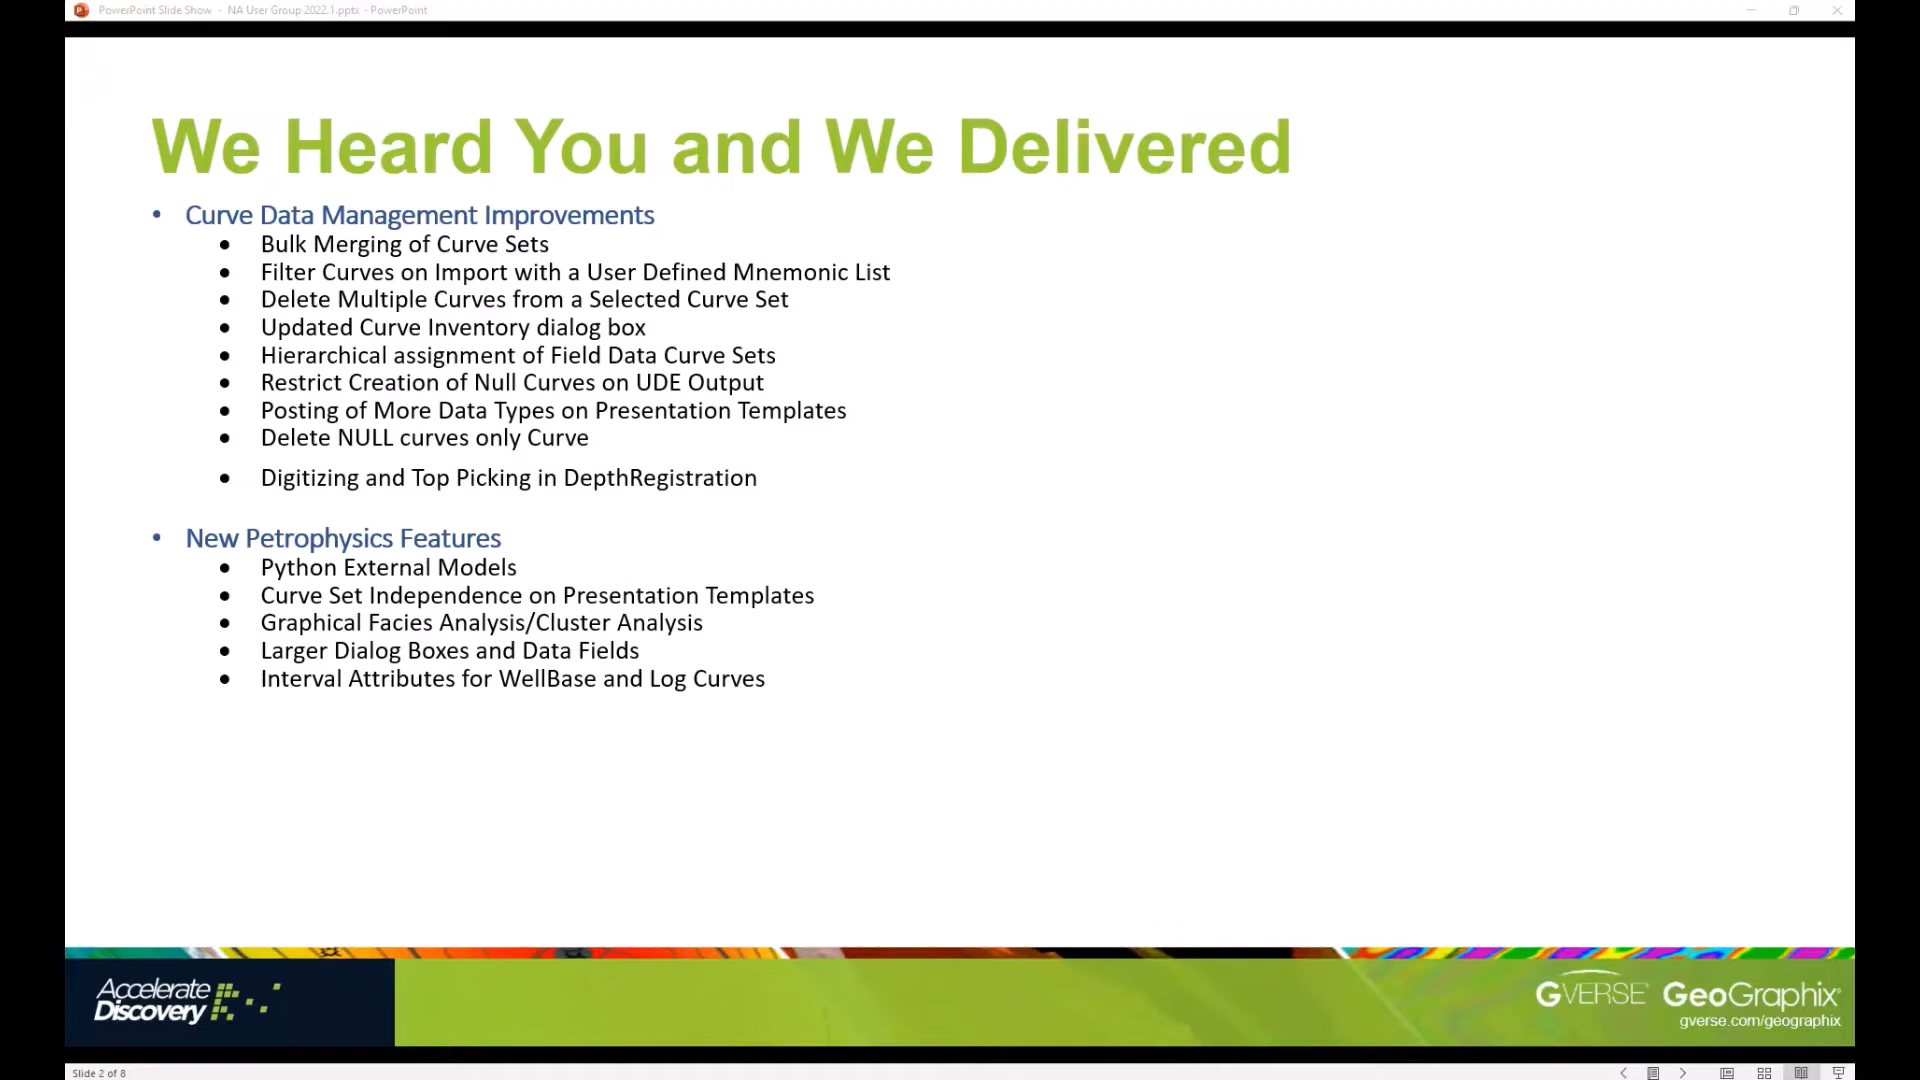 PowerPoint Slide Show - NA User Group 2022.1.pptx - PowerPoint
We Heard You and We Delivered
• Curve Data Management Improvements
• Bulk Merging of Curve Sets
• Filter Curves on Import with a User Defined Mnemonic List
• Delete Multiple Curves from a Selected Curve Set
• Updated Curve Inventory dialog box
• Hierarchical assignment of Field Data Curve Sets
• Restrict Creation of Null Curves on UDE Output
• Posting of More Data Types on Presentation Templates
• Delete NULL curves only Curve
• Digitizing and Top Picking in DepthRegistration
• New Petrophysics Features
• Python External Models
• Curve Set Independence on Presentation Templates
• Graphical Facies Analysis/Cluster Analysis
• Larger Dialog Boxes and Data Fields
• Interval Attributes for WellBase and Log Curves
Accelerate
Discovery
GVERSE GeoGraphix
gverse.com/geographix
Slide 2 of 8